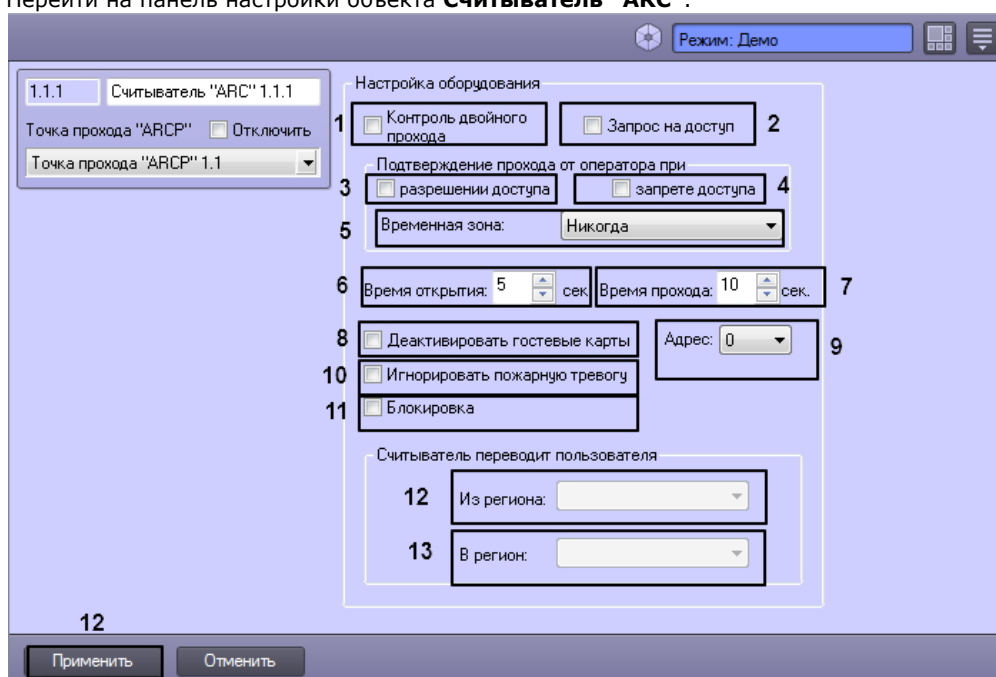 Перейти на панель настройки объекта Считыватель "ARC".
Режим: Демо
1.1.1 Считыватель "ARC" 1.1.1
Точка прохода "ARCP" Отключить
Точка прохода "ARCP" 1.1
Настройка оборудования
1 Контроль двойного прохода
Запрос на доступ 2
Подтверждение прохода от оператора при
3 разрешении доступа
запрете доступа 4
5 Временная зона: Никогда
6 Время открытия: 5 сек
Время прохода: 10 сек. 7
8 Деактивировать гостевые карты
Адрес: 0 9
10 Игнорировать пожарную тревогу
11 Блокировка
Считыватель переводит пользователя
12 Из региона:
13 В регион:
12
Применить Отменить